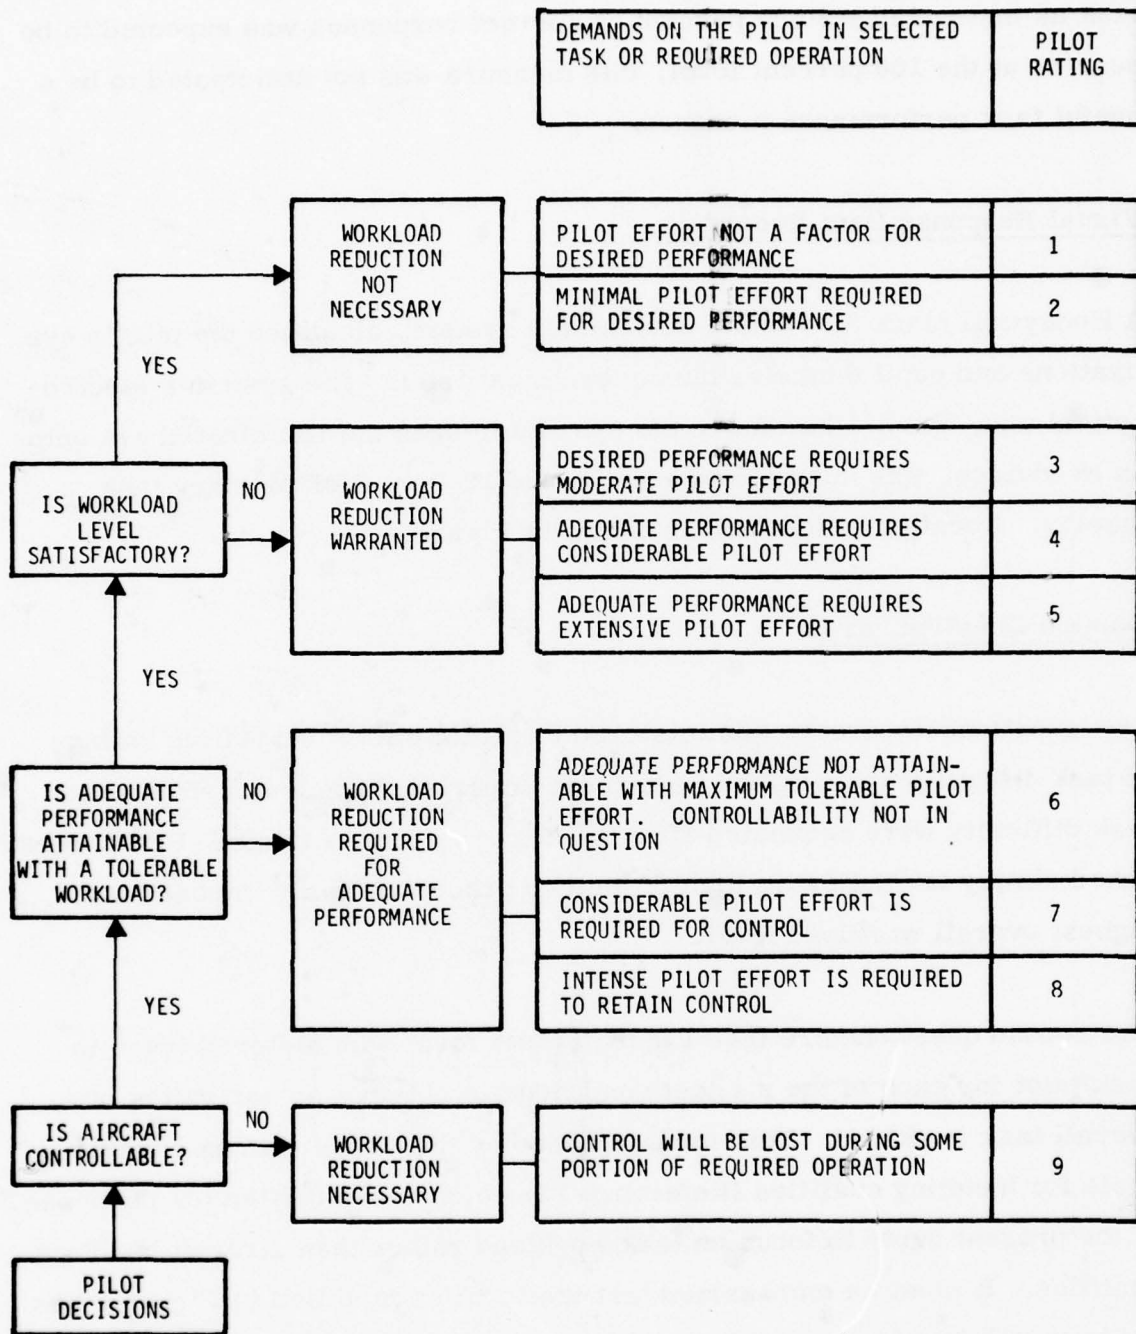 DEMANDS ON THE PILOT IN SELECTED
TASK OR REQUIRED OPERATION
PILOT
RATING
WORKLOAD
REDUCTION
NOT
NECESSARY
PILOT EFFORT NOT A FACTOR FOR
DESIRED PERFORMANCE
1
MINIMAL PILOT EFFORT REQUIRED
FOR DESIRED PERFORMANCE
2
YES
IS WORKLOAD
LEVEL
SATISFACTORY?
NO
WORKLOAD
REDUCTION
WARRANTED
DESIRED PERFORMANCE REQUIRES
MODERATE PILOT EFFORT
3
ADEQUATE PERFORMANCE REQUIRES
CONSIDERABLE PILOT EFFORT
4
ADEQUATE PERFORMANCE REQUIRES
EXTENSIVE PILOT EFFORT
5
YES
IS ADEQUATE
PERFORMANCE
ATTAINABLE
WITH A TOLERABLE
WORKLOAD?
NO
WORKLOAD
REDUCTION
REQUIRED
FOR
ADEQUATE
PERFORMANCE
ADEQUATE PERFORMANCE NOT ATTAIN-
ABLE WITH MAXIMUM TOLERABLE PILOT
EFFORT. CONTROLLABILITY NOT IN
QUESTION
6
CONSIDERABLE PILOT EFFORT IS
REQUIRED FOR CONTROL
7
INTENSE PILOT EFFORT IS REQUIRED
TO RETAIN CONTROL
8
YES
IS AIRCRAFT
CONTROLLABLE?
NO
WORKLOAD
REDUCTION
NECESSARY
CONTROL WILL BE LOST DURING SOME
PORTION OF REQUIRED OPERATION
9
PILOT
DECISIONS